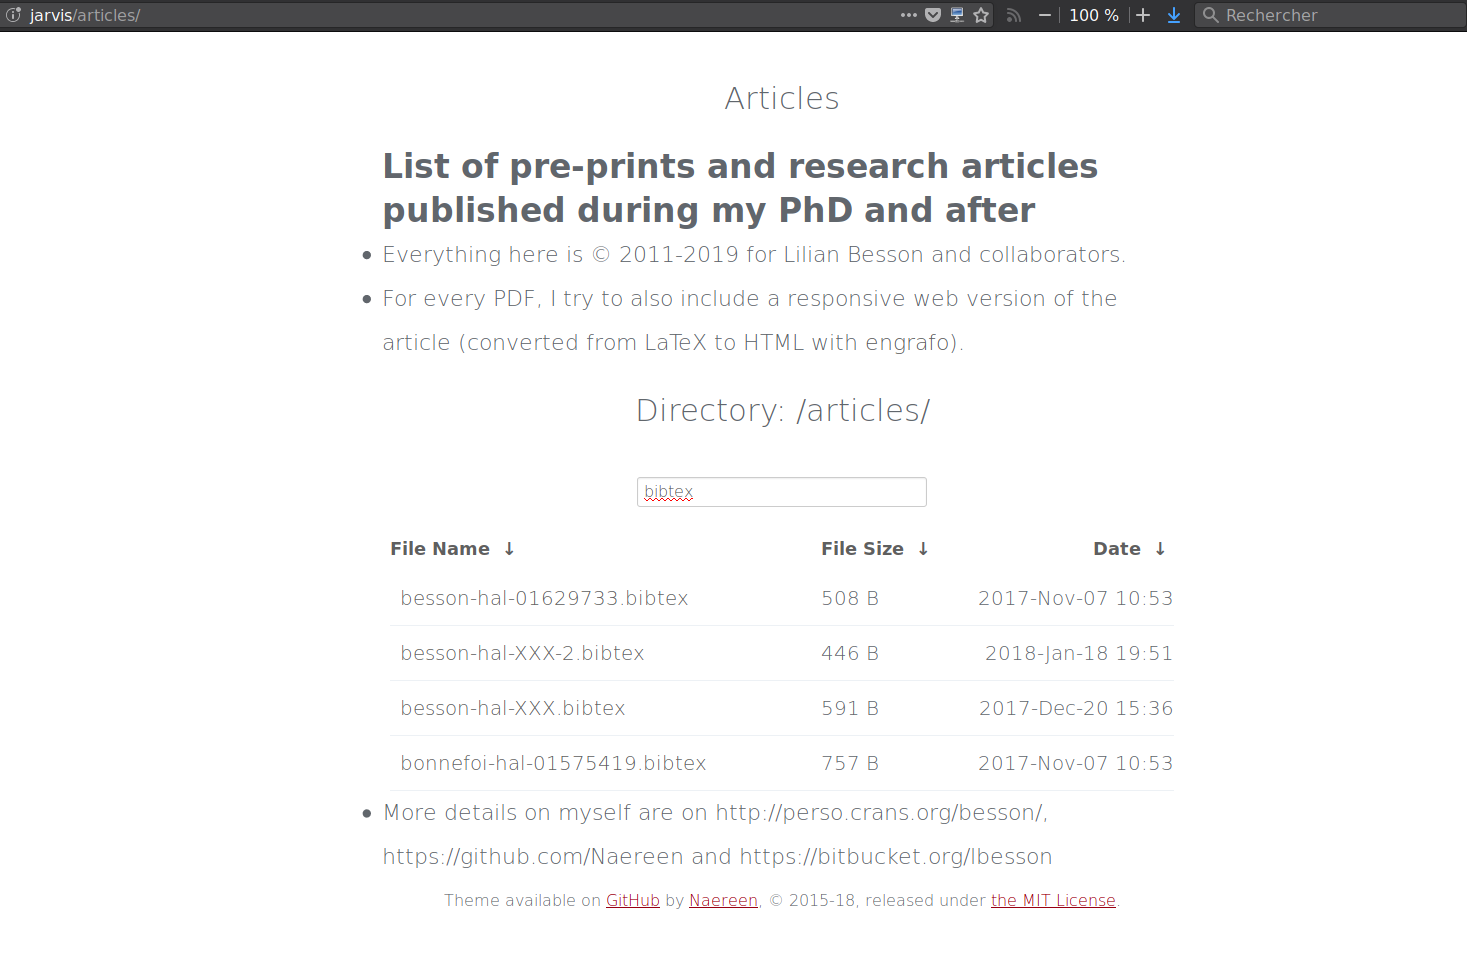 jarvis/articles/ 100 % Rechercher
Articles
List of pre-prints and research articles
published during my PhD and after
Everything here is © 2011-2019 for Lilian Besson and collaborators.
For every PDF, I try to also include a responsive web version of the
article (converted from LaTeX to HTML with engrafo).
Directory: /articles/
bibtex
File Name ↓ File Size ↓ Date ↓
besson-hal-01629733.bibtex 508 B 2017-Nov-07 10:53
besson-hal-XXX-2.bibtex 446 B 2018-Jan-18 19:51
besson-hal-XXX.bibtex 591 B 2017-Dec-20 15:36
bonnefoi-hal-01575419.bibtex 757 B 2017-Nov-07 10:53
More details on myself are on http://perso.crans.org/besson/,
https://github.com/Naereen and https://bitbucket.org/lbesson
Theme available on GitHub by Naereen, © 2015-18, released under the MIT License.